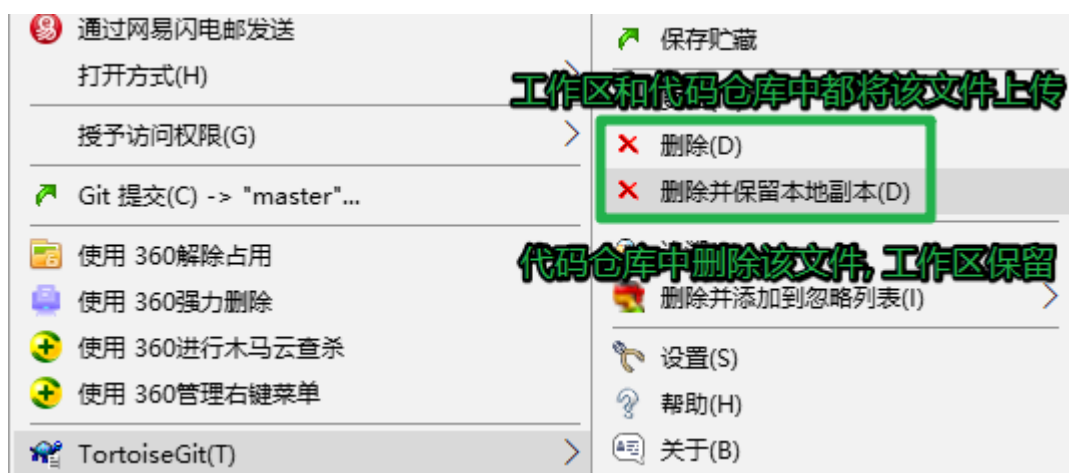 通过网易闪电邮发送
打开方式(H)
授予访问权限(G)
Git 提交(C) -> "master"...
使用 360解除占用
使用 360强力删除
使用 360进行木马云查杀
使用 360管理右键菜单
TortoiseGit(T)
保存贮藏
工作区和代码仓库中都将该文件上传
删除(D)
删除并保留本地副本(D)
代码仓库中删除该文件, 工作区保留
删除并添加到忽略列表(I)
设置(S)
帮助(H)
关于(B)